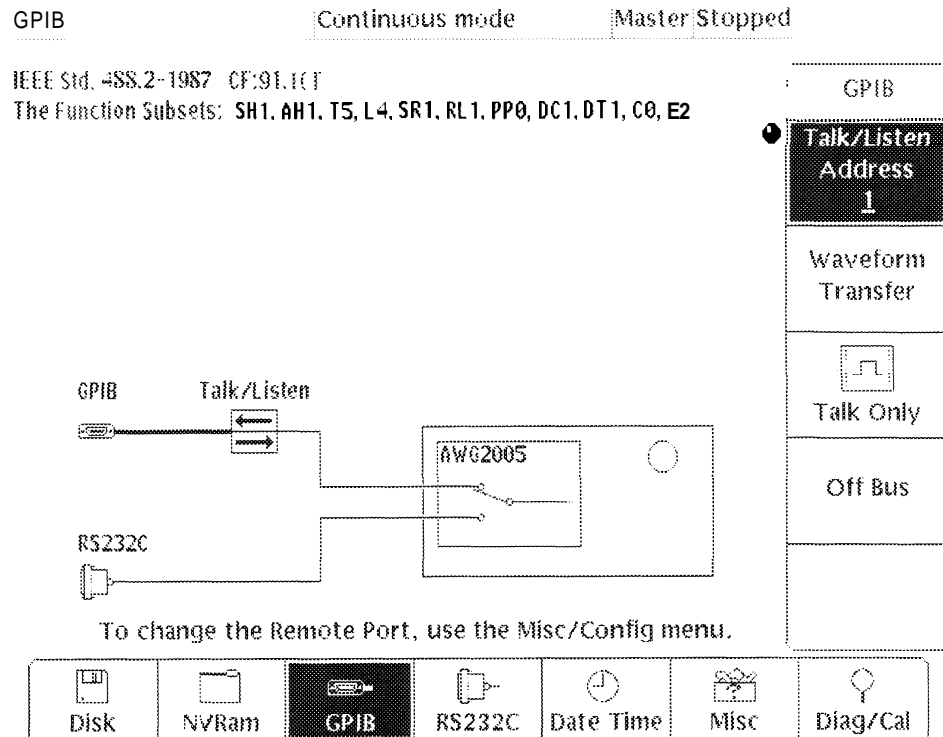 GPIB Continuous mode Master Stopped
IEEE Std. 488.2-1987
The Function Subsets: SH1, AH1, T5, L4, SR1, RL1, PP0, DC1, DT1, C0, E2
GPIB
Talk/Listen
Address
1
Waveform
Transfer
Talk Only
Off Bus
GPIB Talk/Listen
AWG2005
RS232C
To change the Remote Port, use the Misc/Config menu.
Disk NVRam GPIB RS232C Date Time Misc Diag/Cal